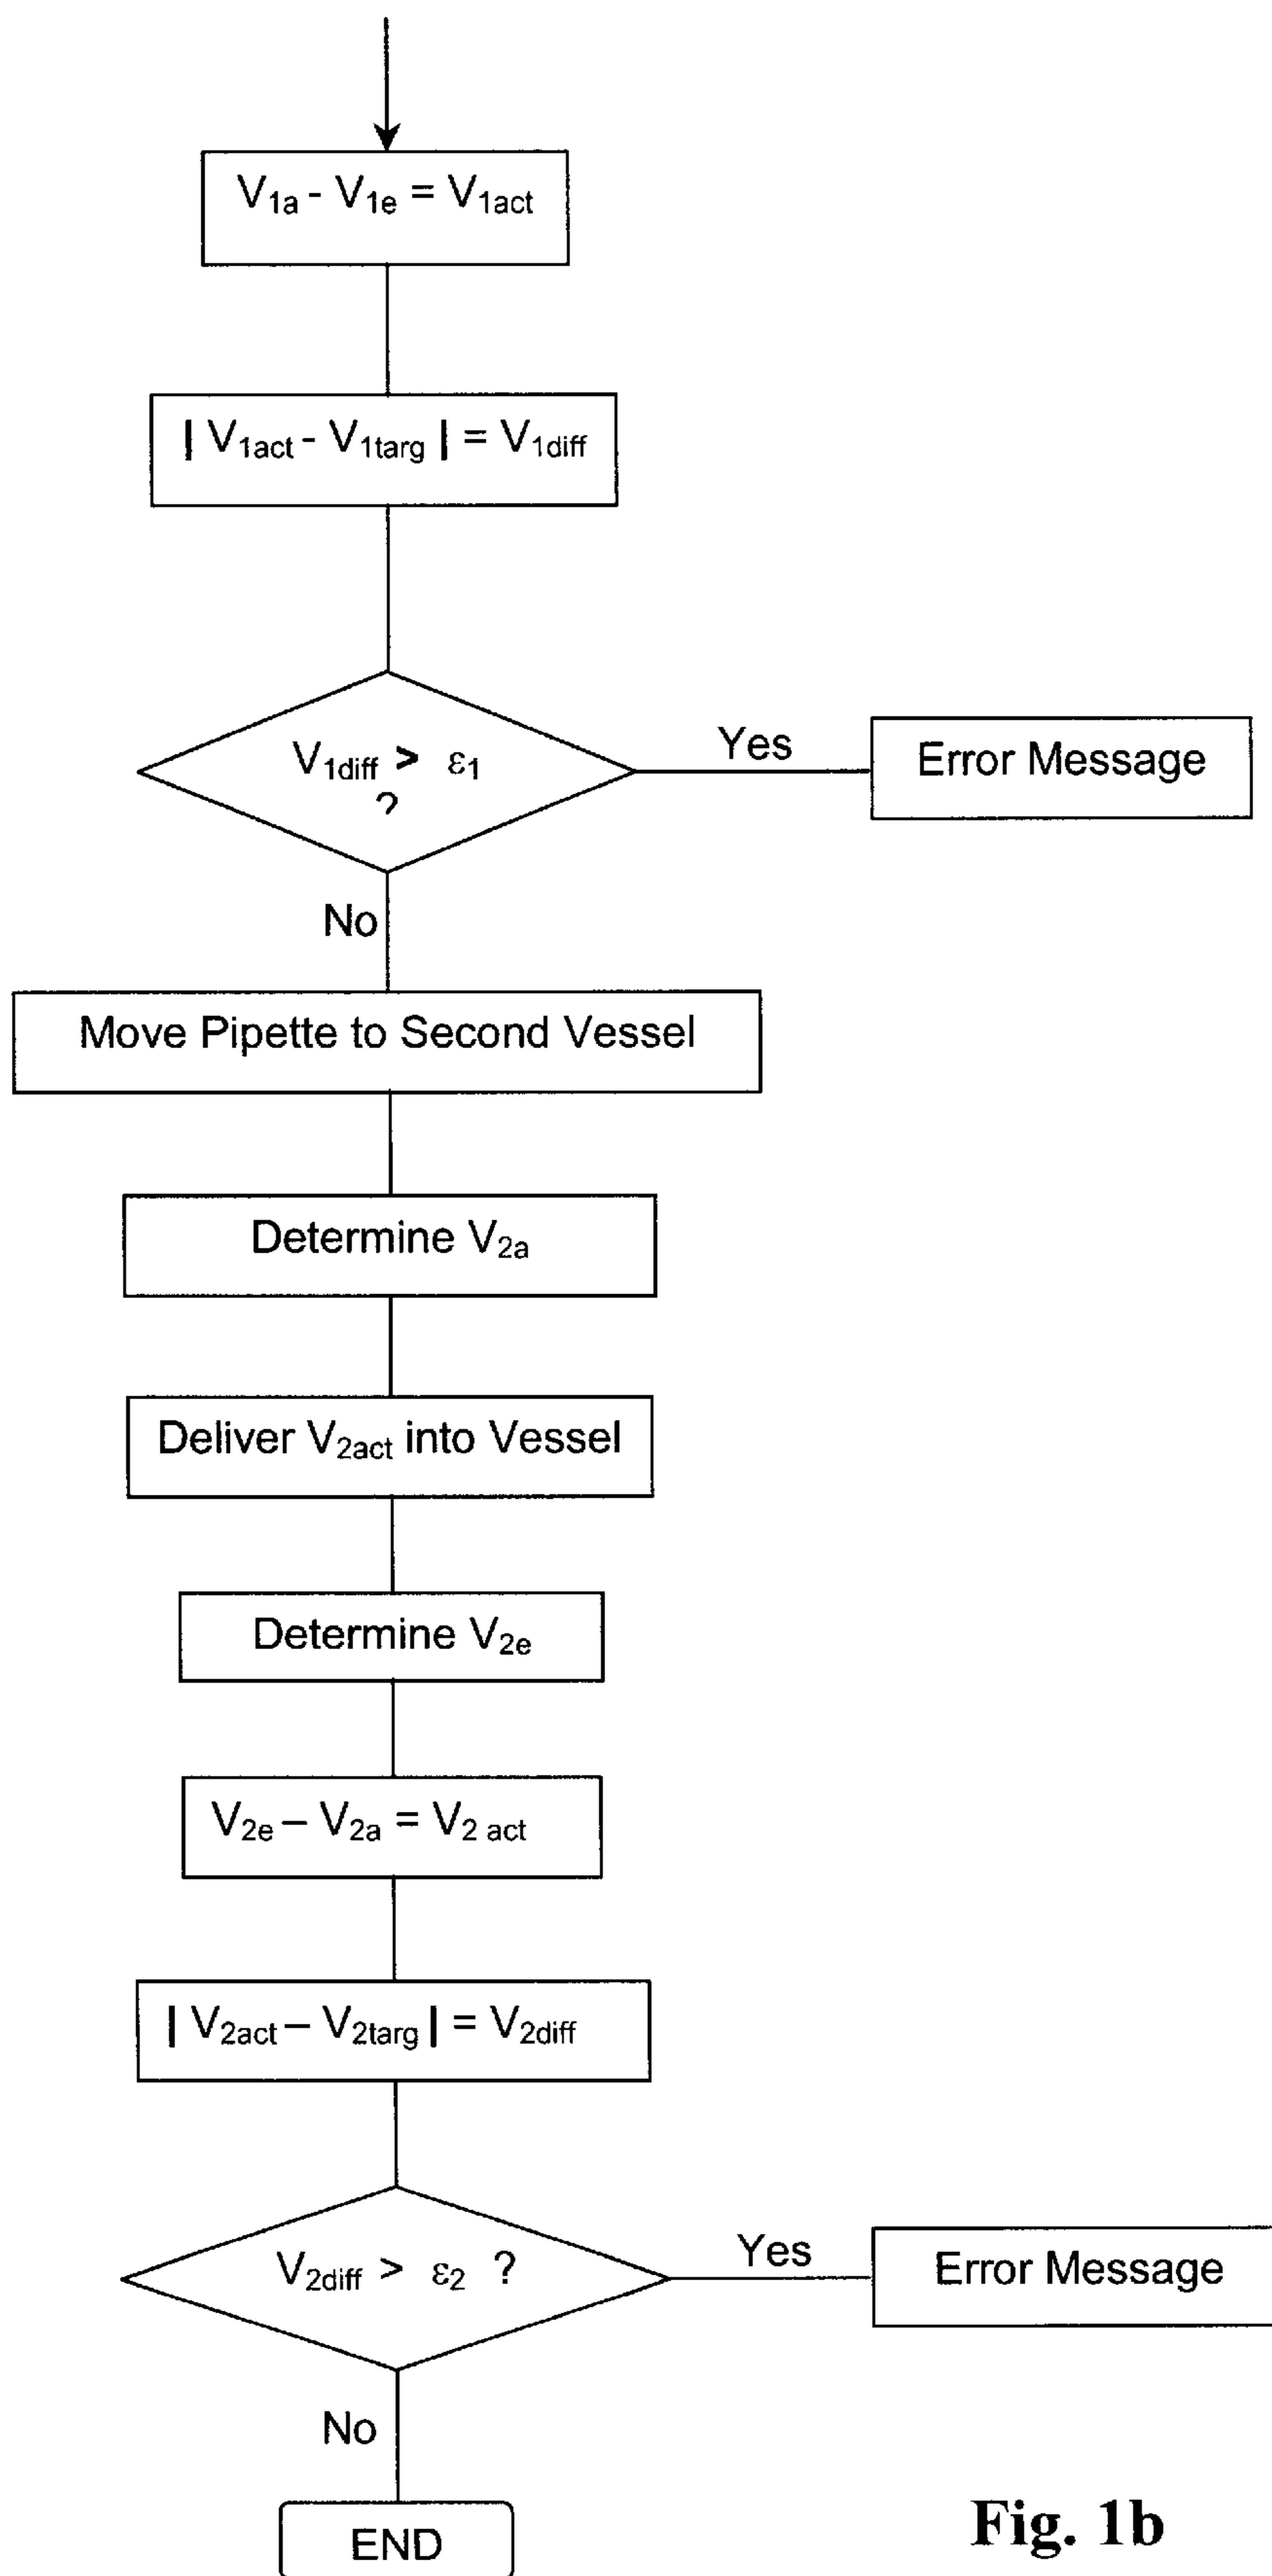 V1a - V1e = V1act
| V1act - V1targ | = V1diff
V1diff > ε1
?
Yes
Error Message
No
Move Pipette to Second Vessel
Determine V2a
Deliver V2act into Vessel
Determine V2e
V2e – V2a = V2 act
| V2act – V2targ | = V2diff
V2diff > ε2 ?
Yes
Error Message
No
END
Fig. 1b